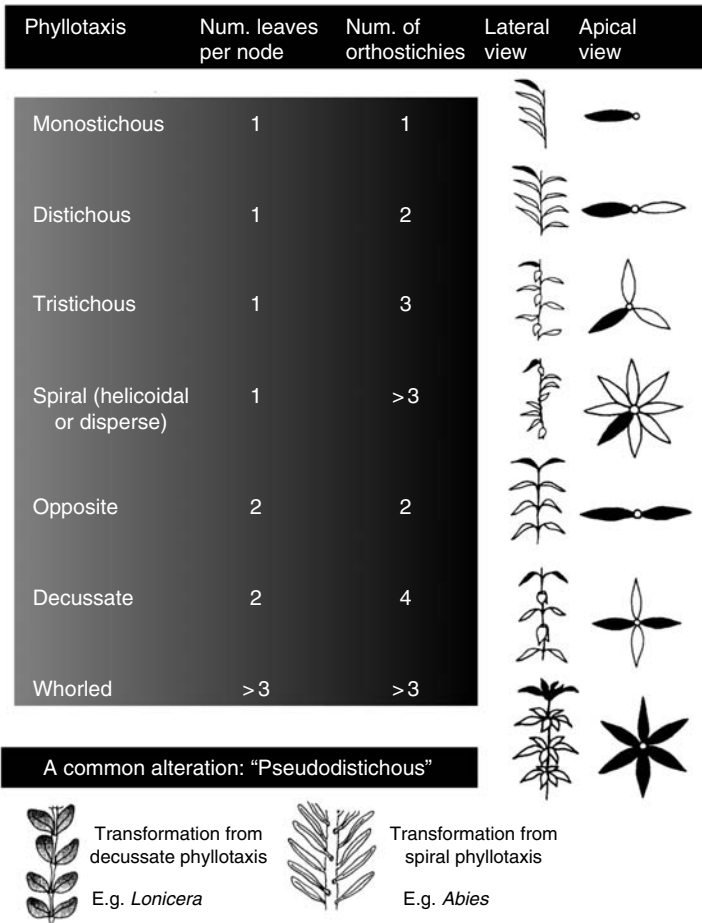 Phyllotaxis Num. leaves per node Num. of orthostichies Lateral view Apical view
Monostichous 1 1
Distichous 1 2
Tristichous 1 3
Spiral (helicoidal or disperse) 1 >3
Opposite 2 2
Decussate 2 4
Whorled >3 >3
A common alteration: “Pseudodistichous”
Transformation from
decussate phyllotaxis
E.g. Lonicera
Transformation from
spiral phyllotaxis
E.g. Abies